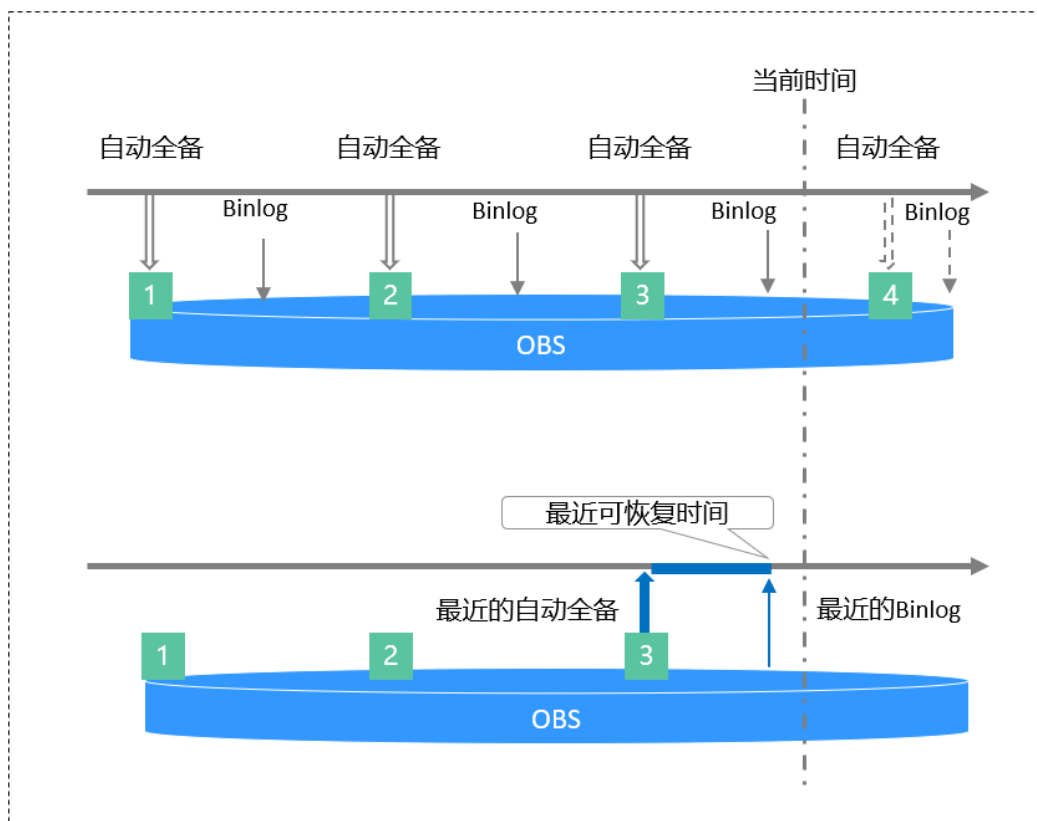 当前时间
自动全备
自动全备
自动全备
自动全备
Binlog
Binlog
Binlog
Binlog
1
2
3
4
OBS
最近可恢复时间
最近的自动全备
最近的Binlog
1
2
3
OBS